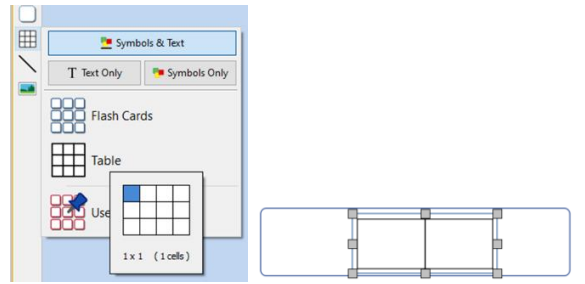 Symbols & Text
T Text Only Symbols Only
Flash Cards
Table
Use
1 x 1 (1 cells)